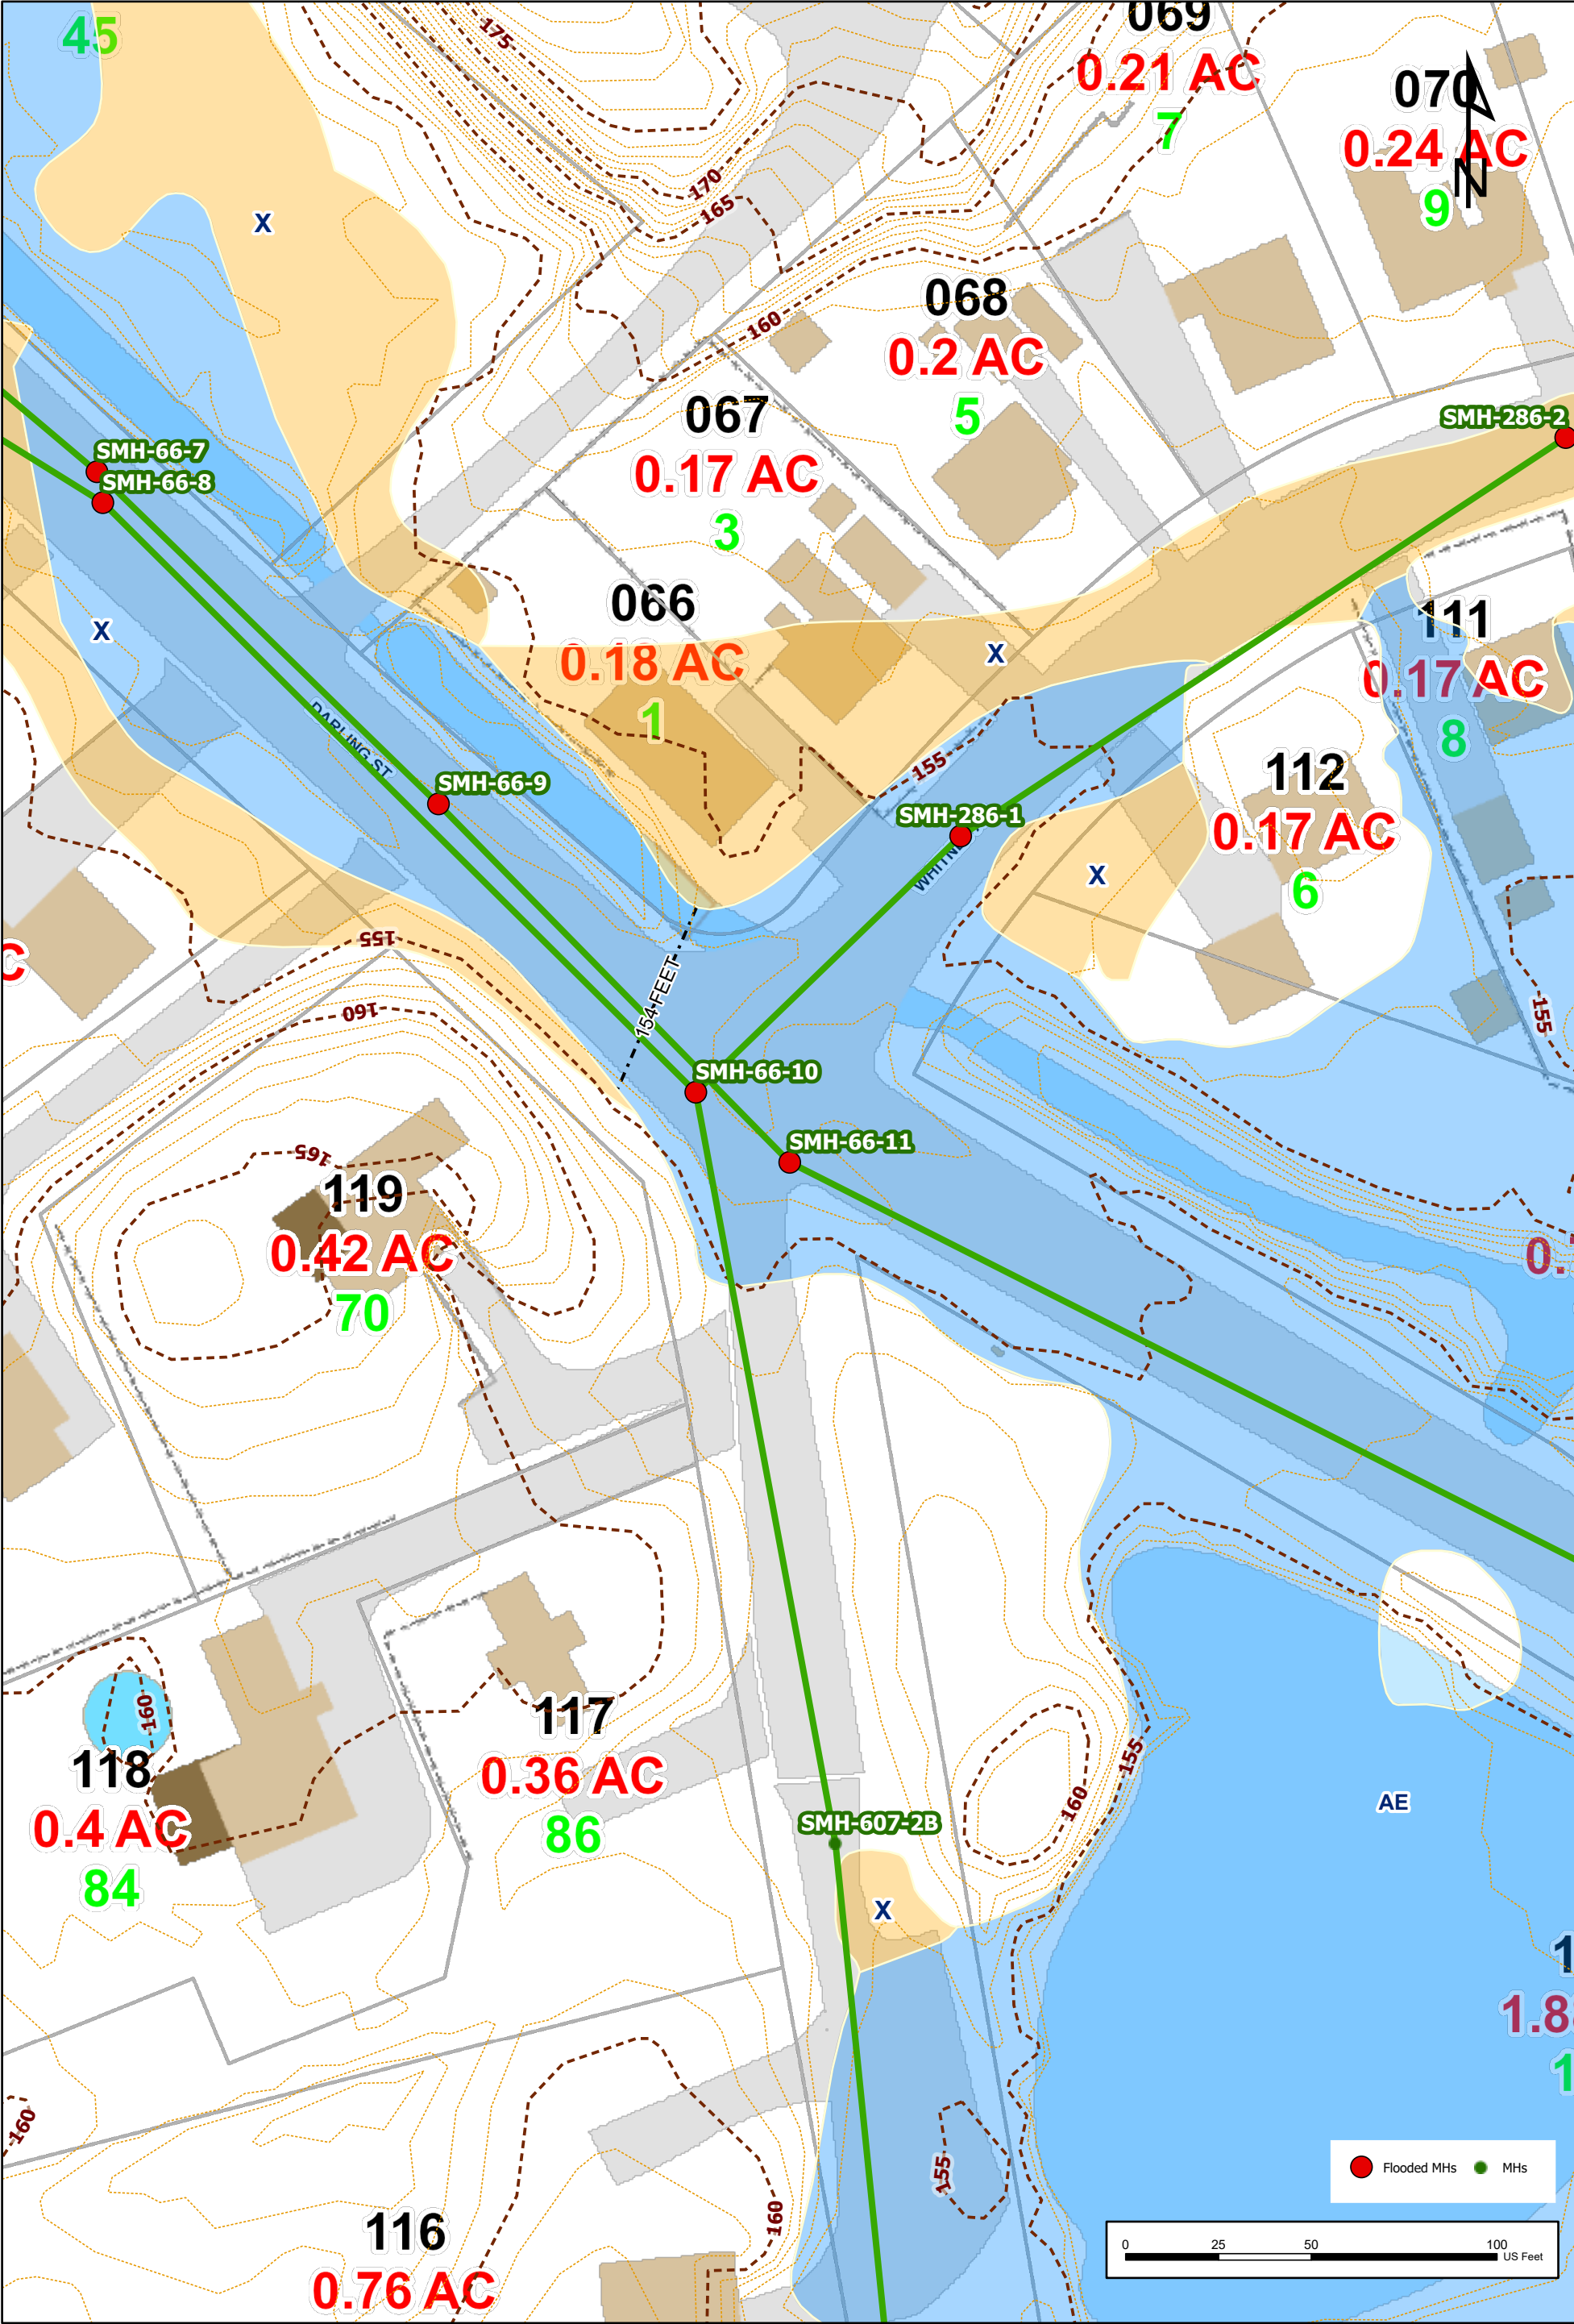 45
175
069
0.21 AC
7
070
0.24 AC
9
N
X
170
165
160
068
0.2 AC
5
067
0.17 AC
3
SMH-286-2
SMH-66-7
SMH-66-8
X
066
0.18 AC
1
X
111
0.17 AC
8
DARLING ST
SMH-66-9
155
SMH-286-1
112
0.17 AC
6
X
C
155
160
154 FEET
155
SMH-66-10
SMH-66-11
165
119
0.42 AC
70
160
118
0.4 AC
84
117
0.36 AC
86
155
160
AE
SMH-607-2B
X
160
155
160
116
0.76 AC
Flooded MHs
MHs
0 25 50 100
US Feet